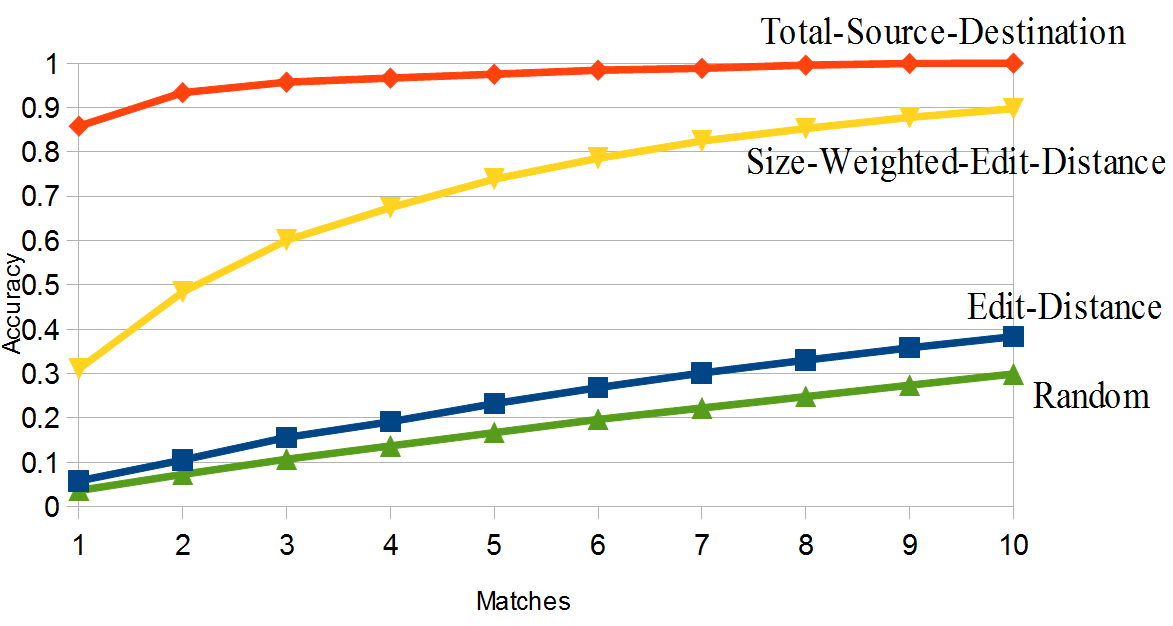 Total-Source-Destination
1
0.9
0.8
Size-Weighted-Edit-Distance
0.7
0.6
0.5
Accuracy
0.4
Edit-Distance
0.3
Random
0.2
0.1
0
1 2 3 4 5 6 7 8 9 10
Matches